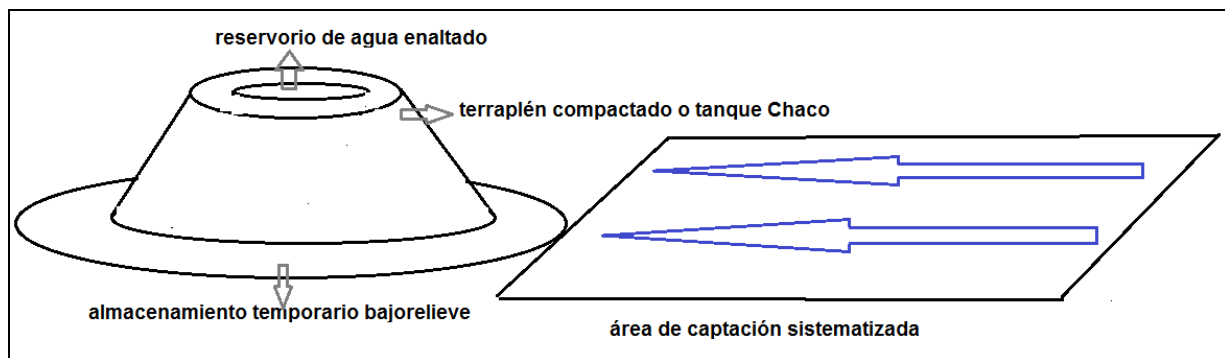 reservorio de agua enaltado
terraplén compactado o tanque Chaco
almacenamiento temporario bajorelieve
área de captación sistematizada